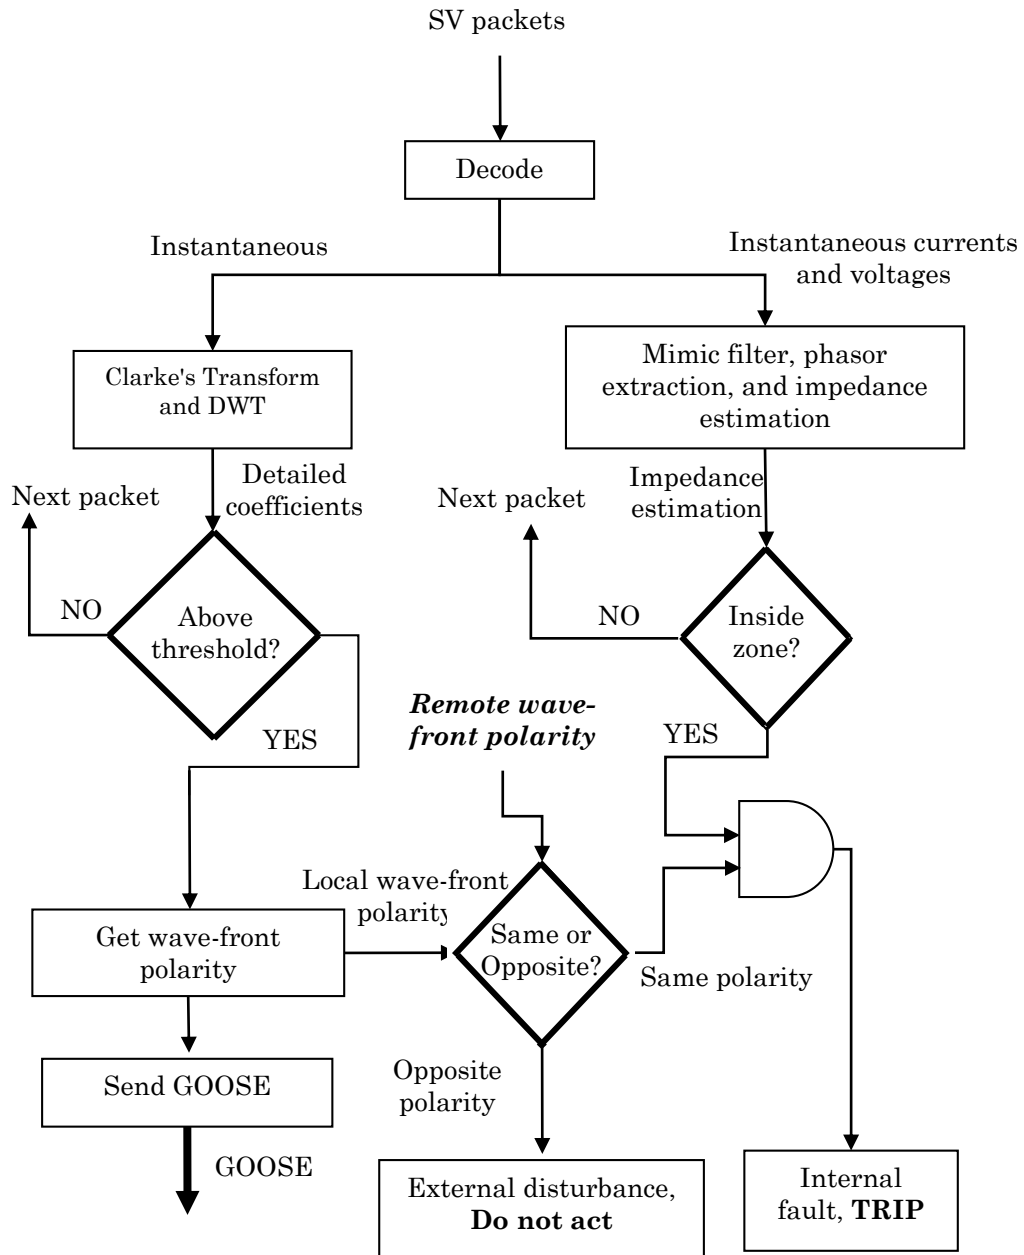 SV packets
Decode
Instantaneous
Instantaneous currents
and voltages
Clarke's Transform
and DWT
Mimic filter, phasor
extraction, and impedance
estimation
Detailed
coefficients
Next packet
Impedance
estimation
Next packet
NO
Above
threshold?
NO
Inside
zone?
YES
Remote wave-
front polarity
YES
Local wave-front
polarity
Get wave-front
polarity
Same or
Opposite?
Same polarity
Send GOOSE
Opposite
polarity
GOOSE
External disturbance,
Do not act
Internal
fault, TRIP